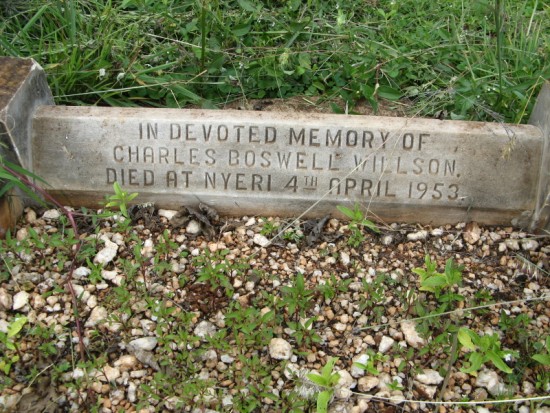 IN DEVOTED MEMORY OF
CHARLES BOSWELL WILLSON.
DIED AT NYERI 4TH APRIL 1953.